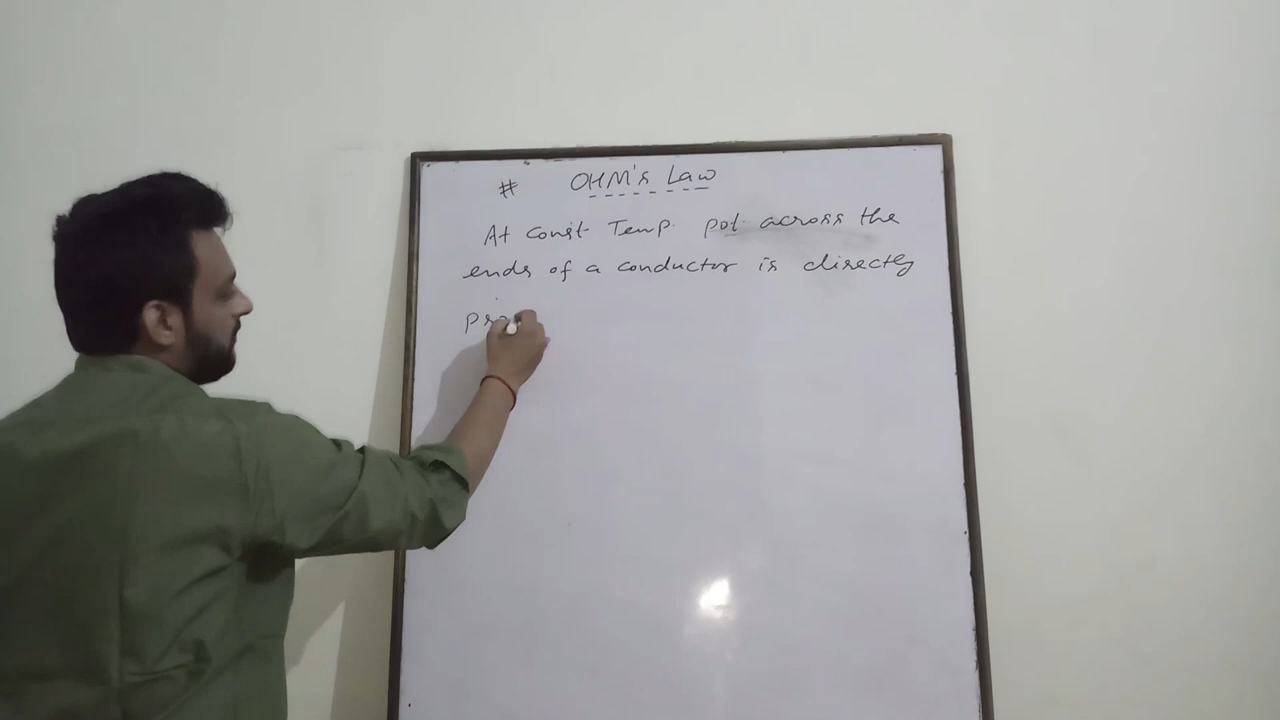 # OHM's Law
At Const Temp. pot. across the
ends of a conductor is directly